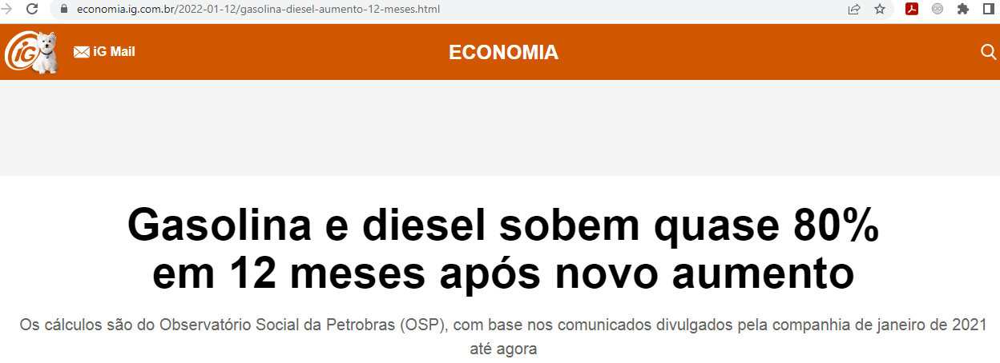 economia.ig.com.br/2022-01-12/gasolina-diesel-aumento-12-meses.html
iG
iG Mail
ECONOMIA
Gasolina e diesel sobem quase 80%
em 12 meses após novo aumento
Os cálculos são do Observatório Social da Petrobras (OSP), com base nos comunicados divulgados pela companhia de janeiro de 2021
até agora